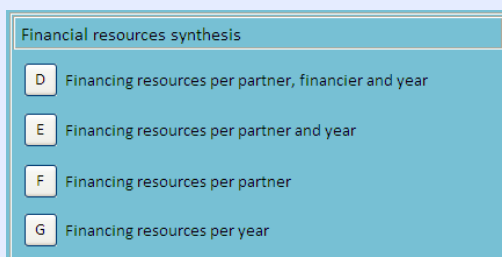 Financial resources synthesis
D Financing resources per partner, financier and year
E Financing resources per partner and year
F Financing resources per partner
G Financing resources per year